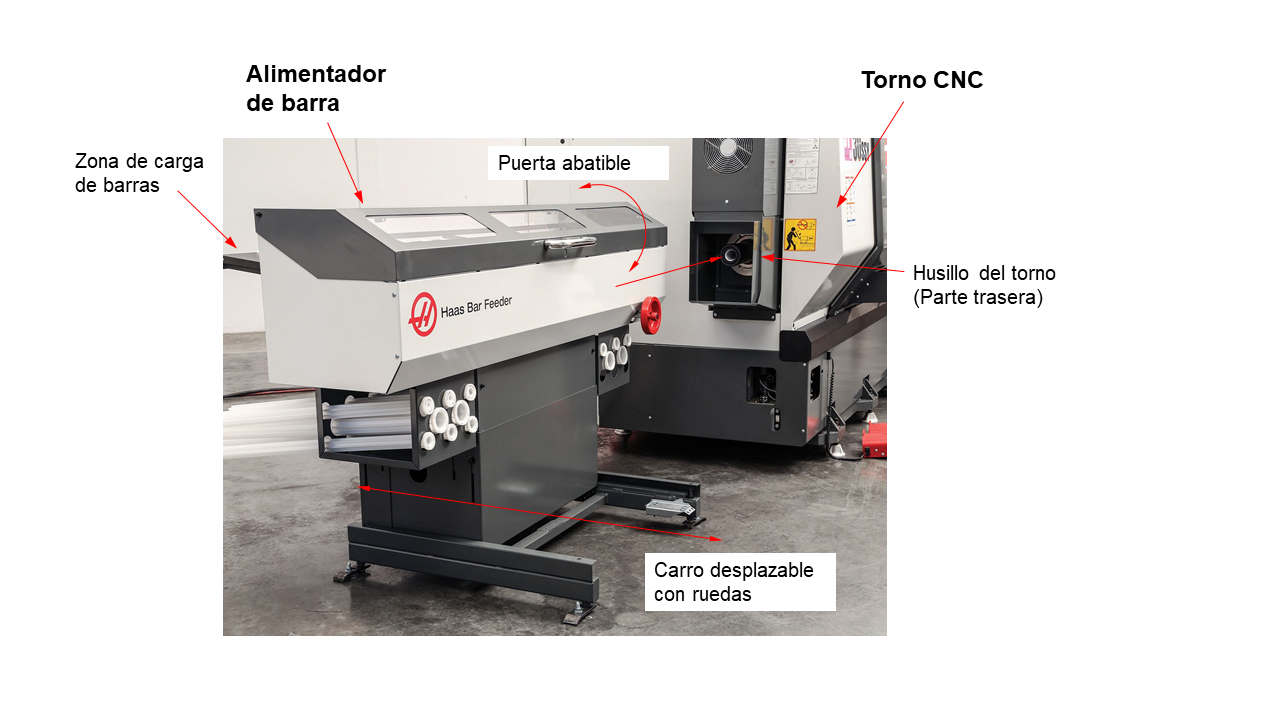 Alimentador
de barra
Torno CNC
Zona de carga
de barras
Puerta abatible
Husillo del torno
(Parte trasera)
Haas Bar Feeder
Carro desplazable
con ruedas